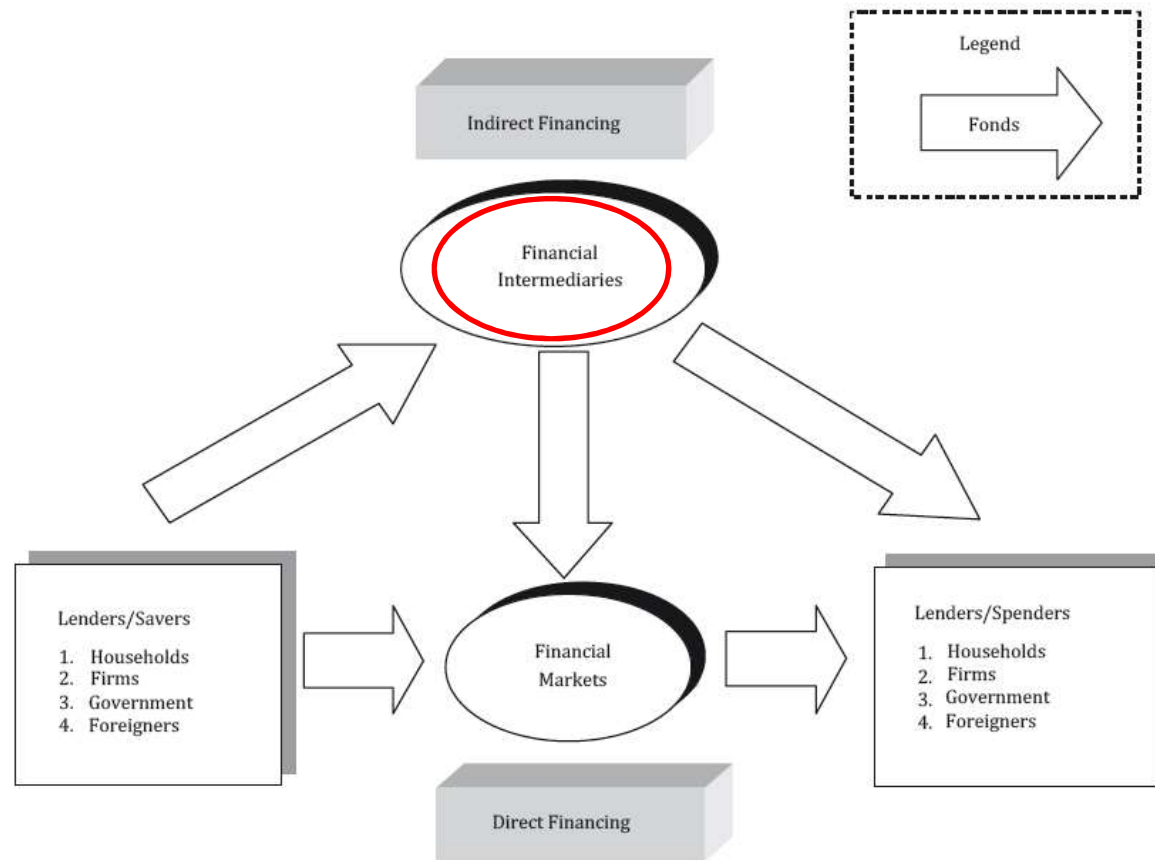 Legend
Fonds
Indirect Financing
Financial
Intermediaries
Lenders/Savers
1. Households
2. Firms
3. Government
4. Foreigners
Financial
Markets
Lenders/Spenders
1. Households
2. Firms
3. Government
4. Foreigners
Direct Financing